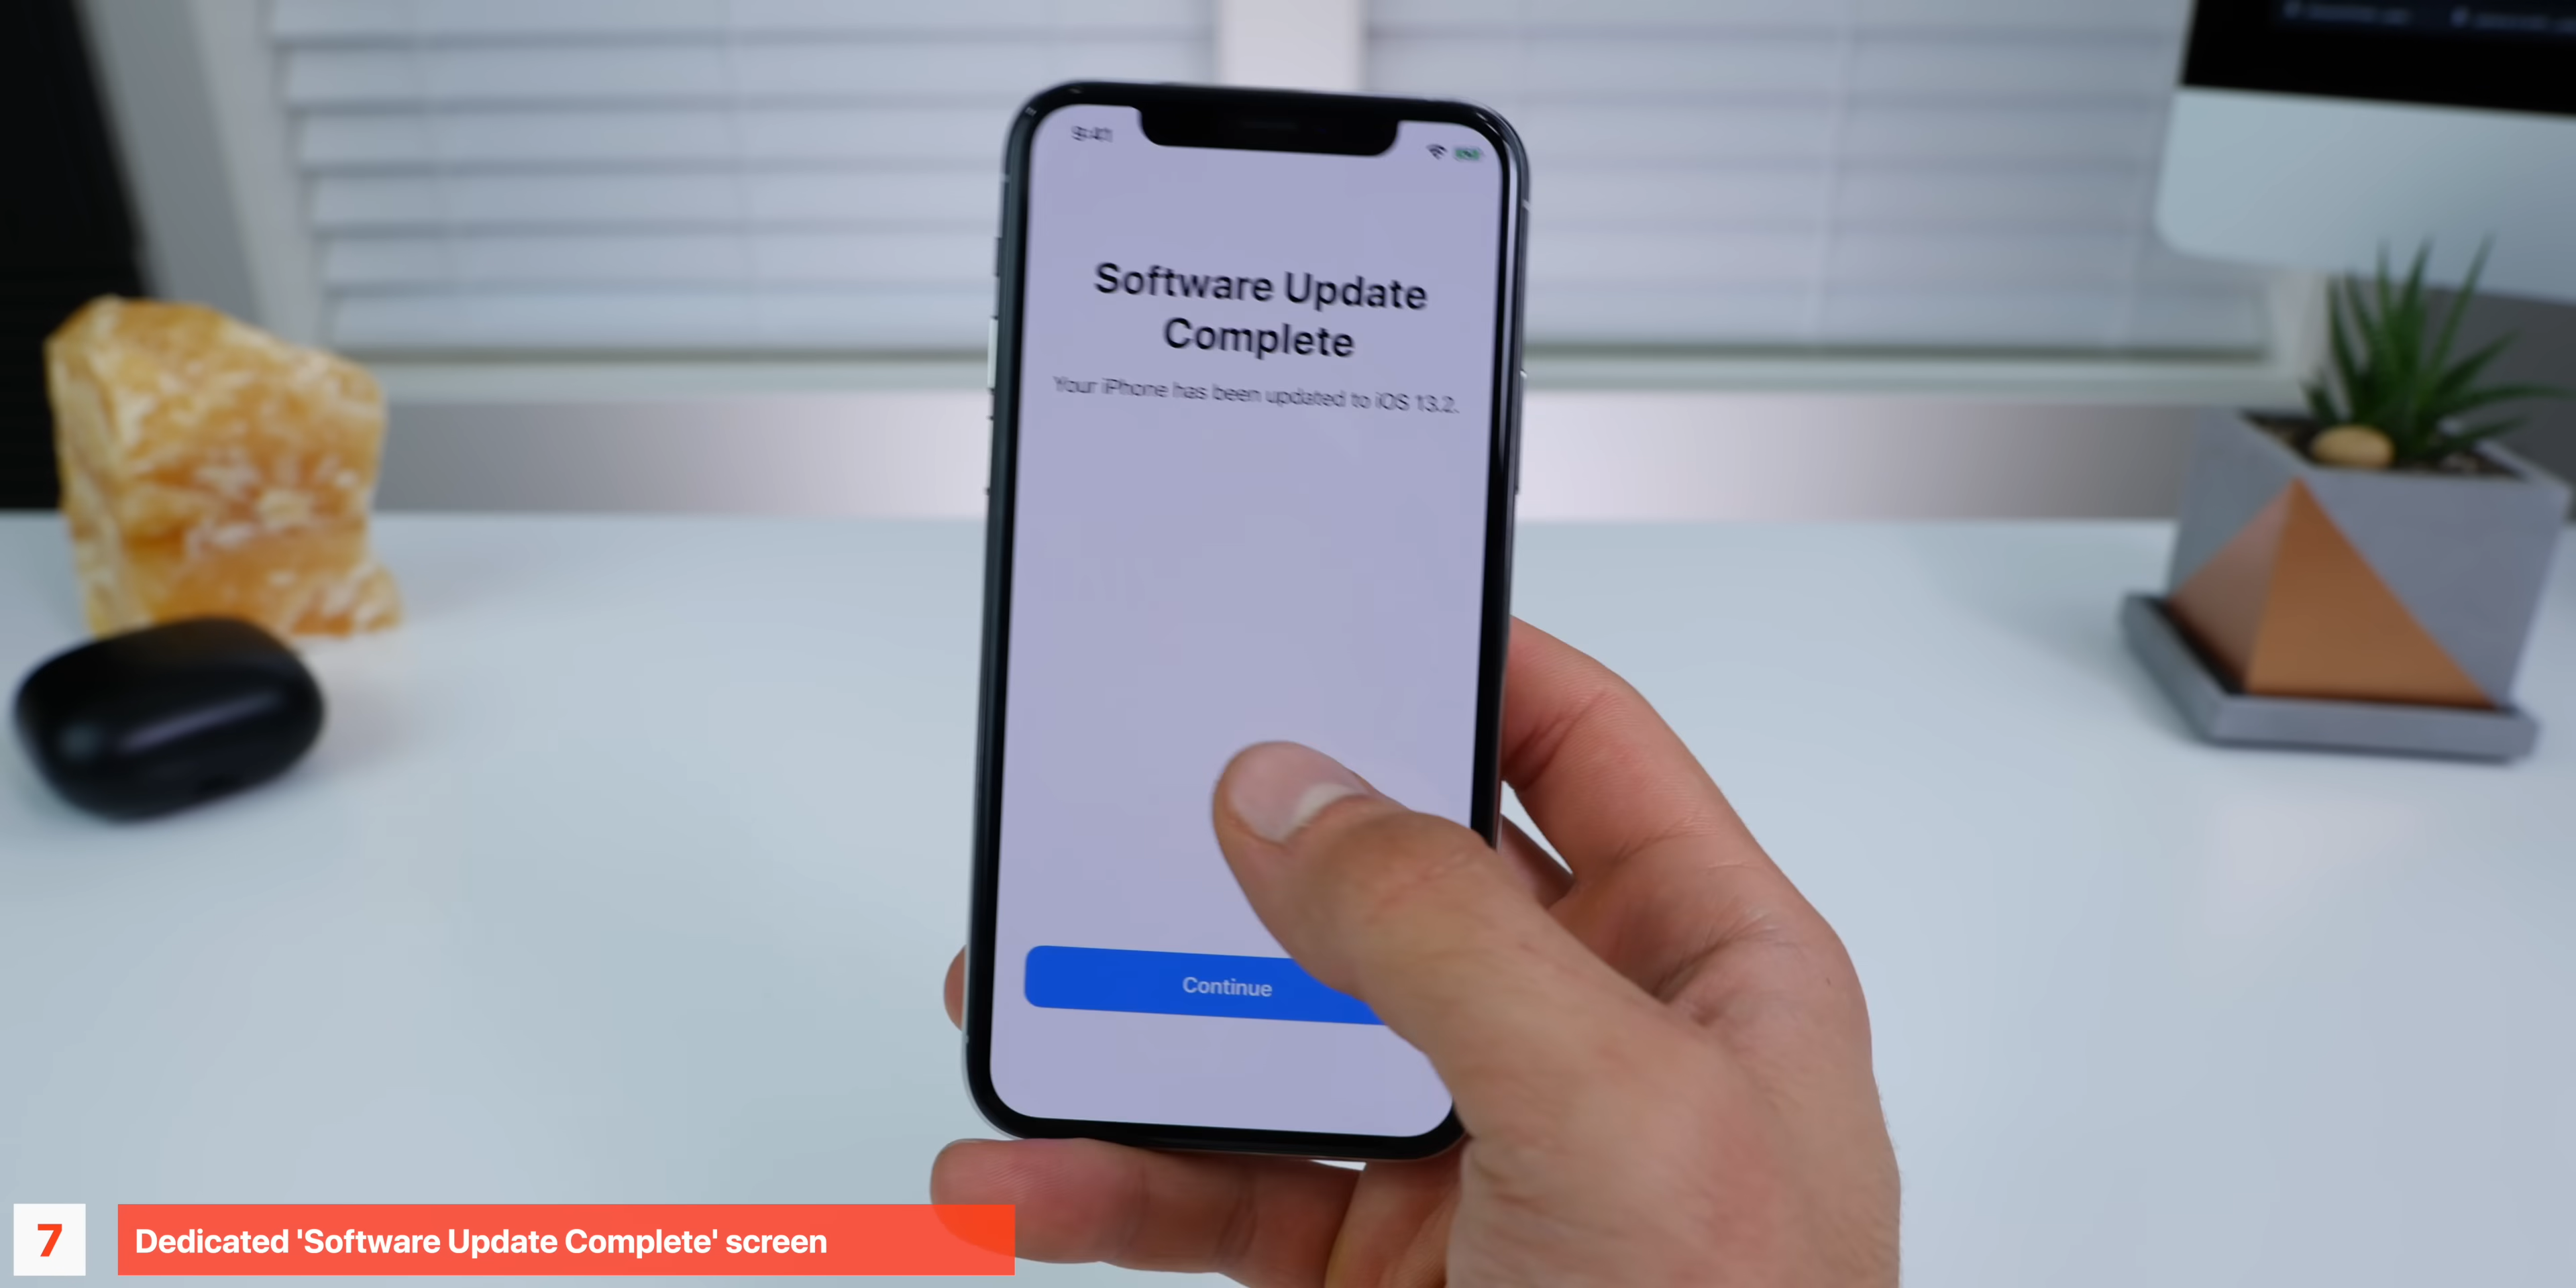 9:41
Software Update
Complete
Your iPhone has been updated to iOS 13.2.
Continue
7
Dedicated 'Software Update Complete' screen